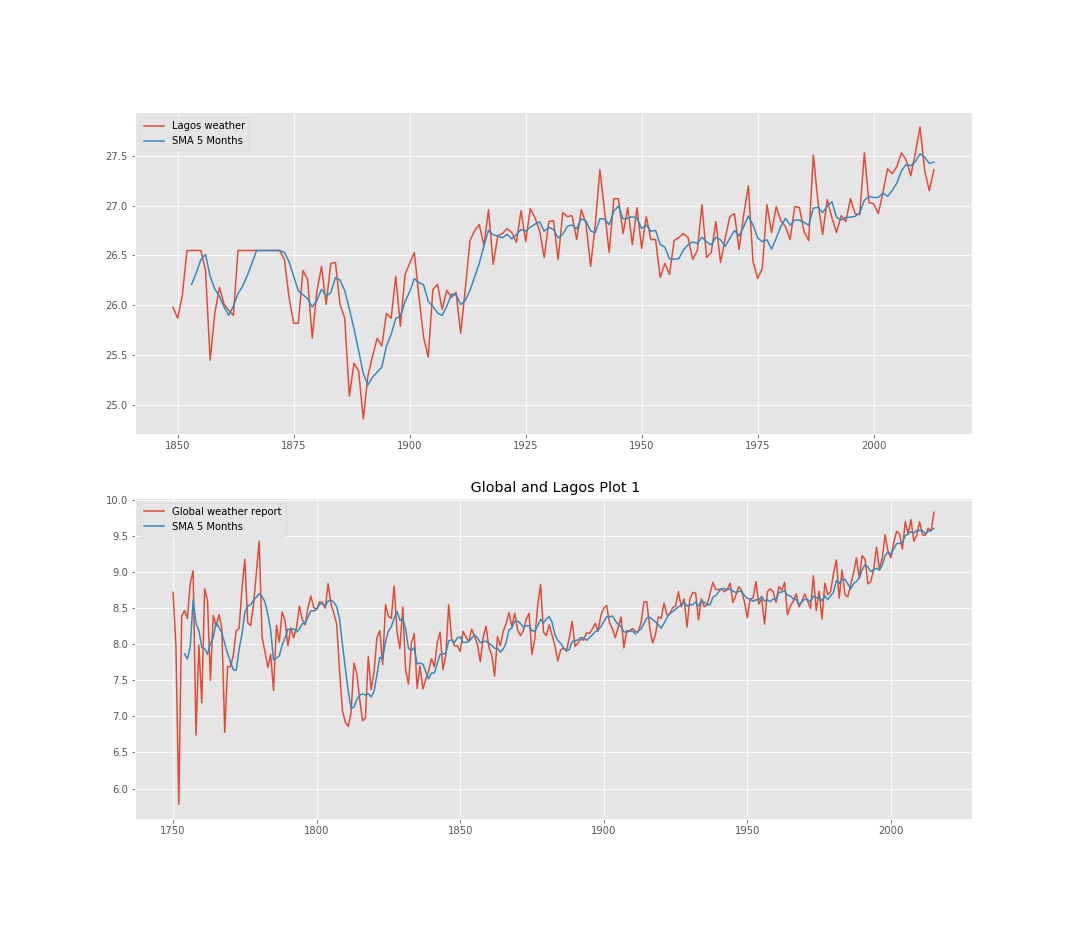 Lagos weather
SMA 5 Months
27.5
27.0
26.5
26.0
25.5
25.0
1850 1875 1900 1925 1950 1975 2000
Global and Lagos Plot 1
Global weather report
SMA 5 Months
10.0
9.5
9.0
8.5
8.0
7.5
7.0
6.5
6.0
1750 1800 1850 1900 1950 2000